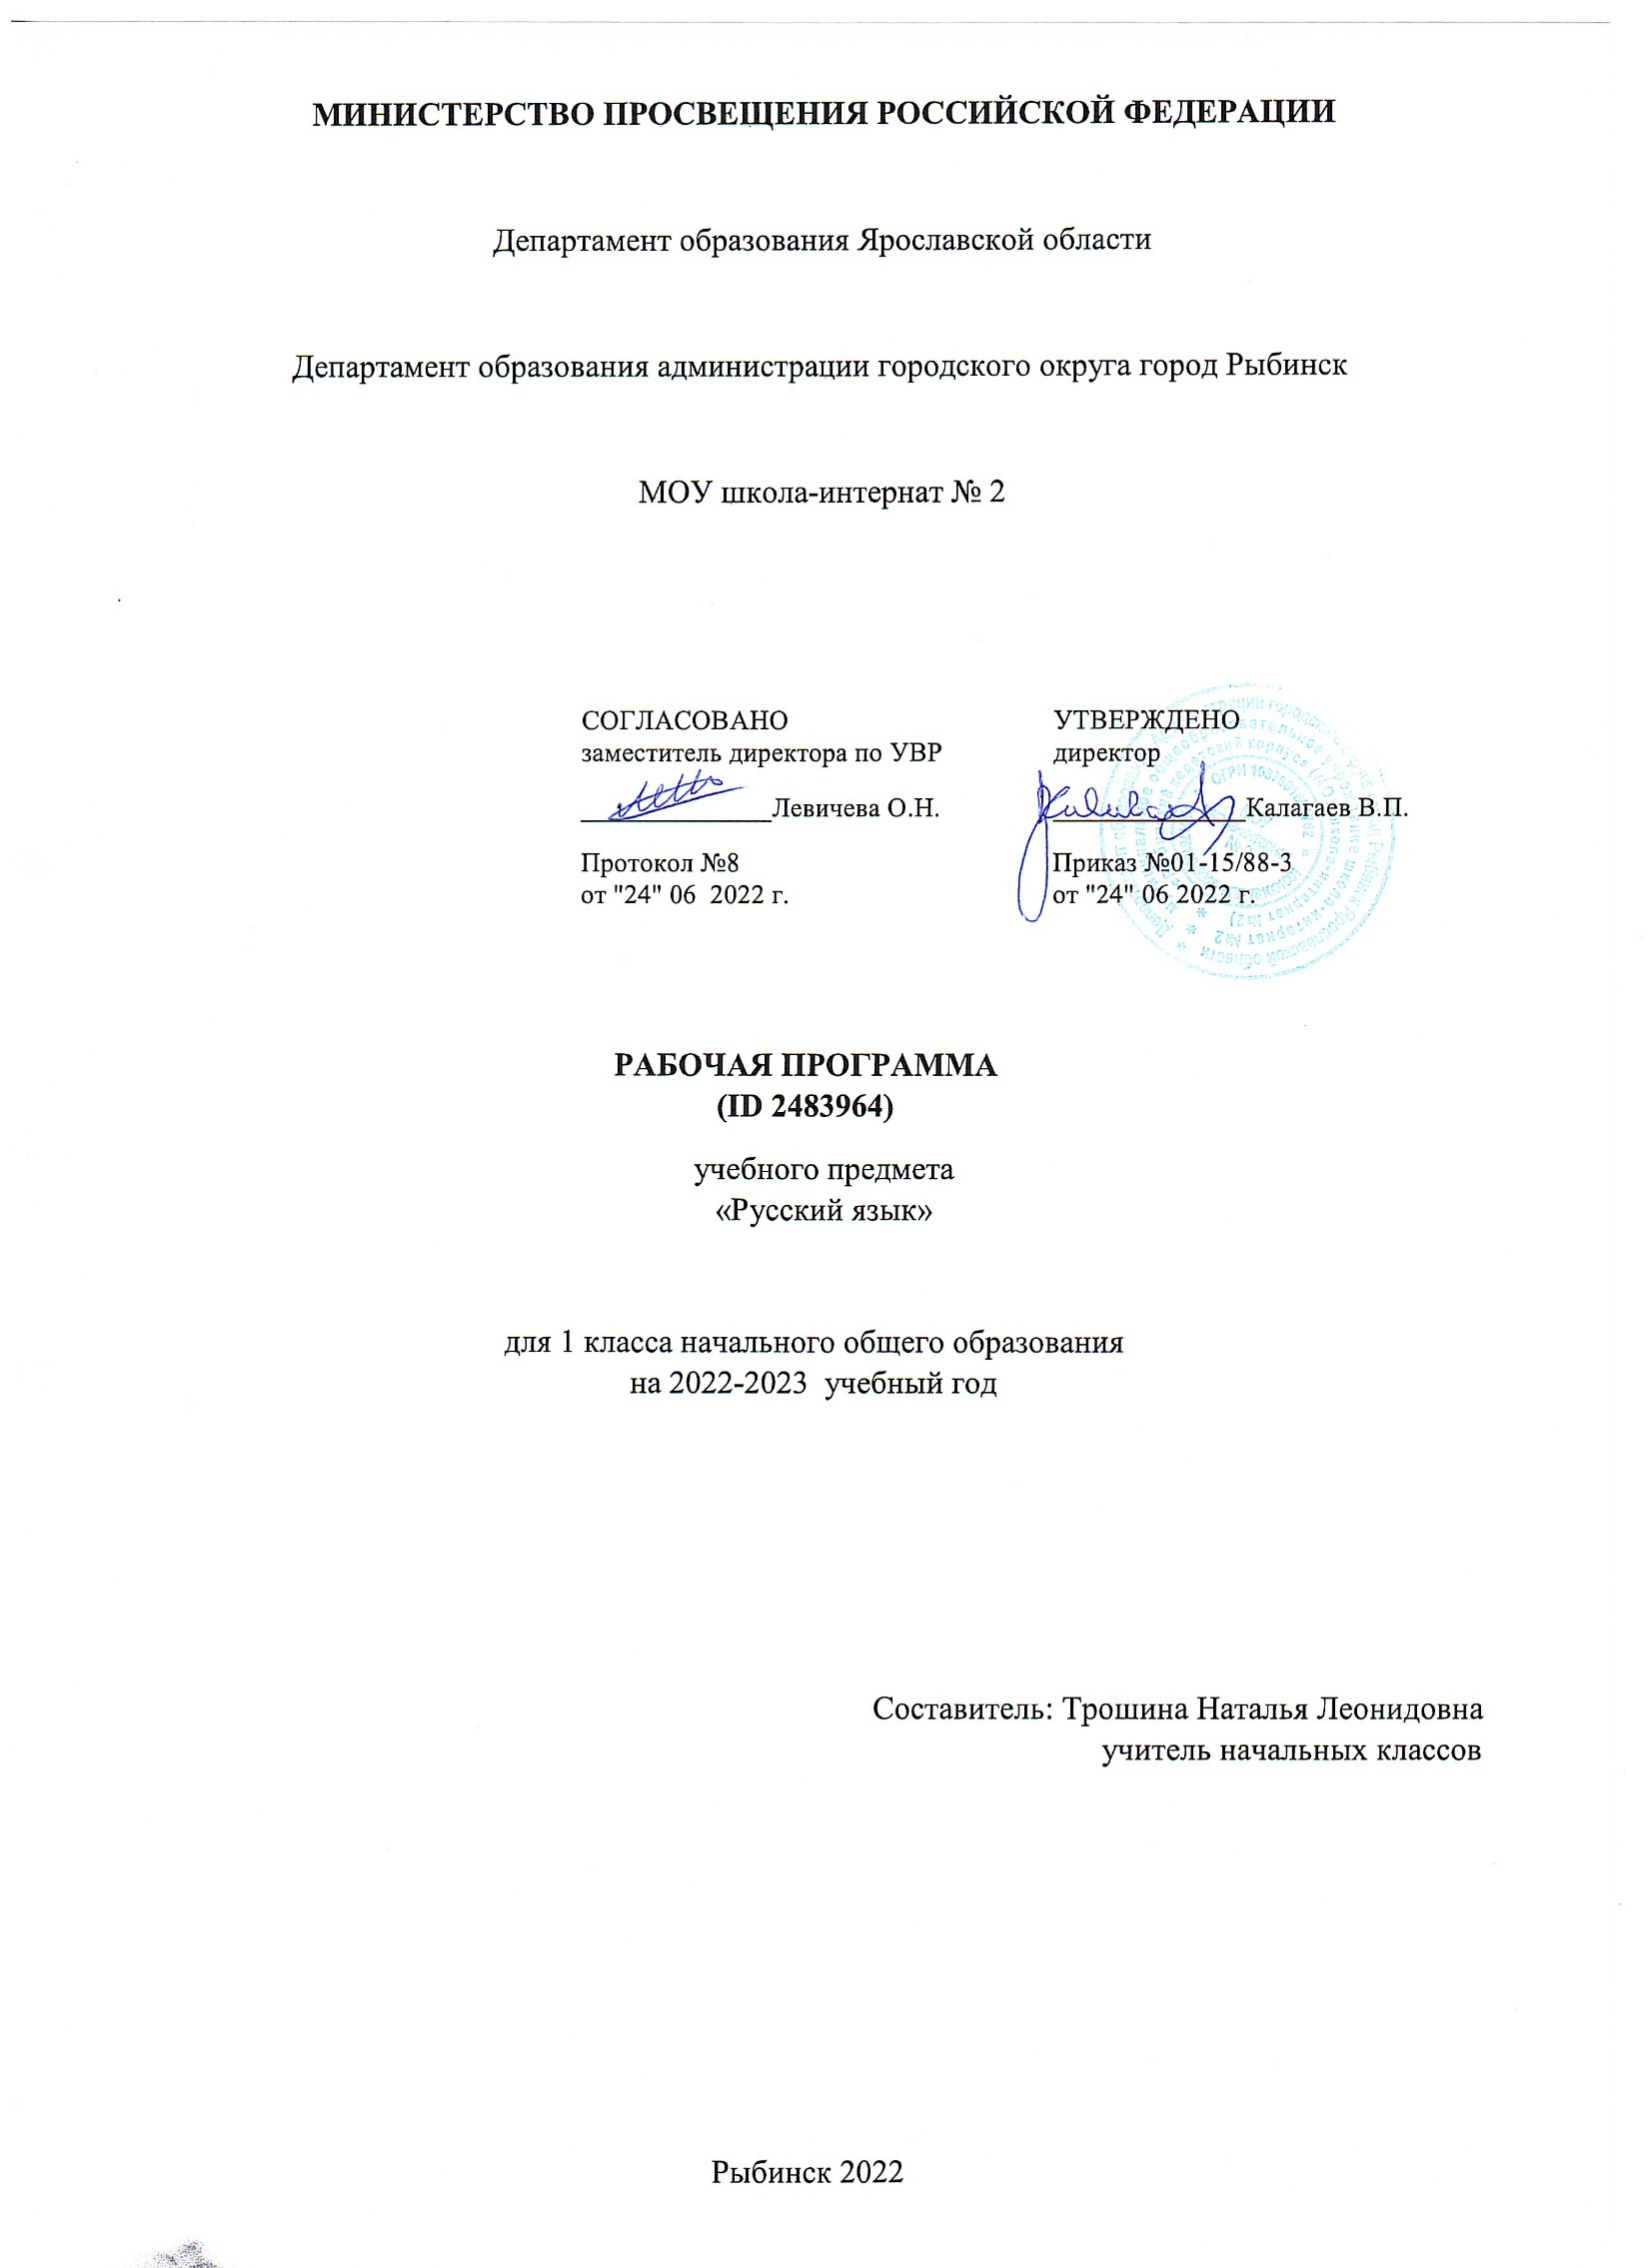 МИНИСТЕРСТВО ПРОСВЕЩЕНИЯ РОССИЙСКОЙ ФЕДЕРАЦИИ
Департамент образования Ярославской области
Департамент образования администрации городского округа город Рыбинск
МОУ школа-интернат № 2
СОГЛАСОВАНО
заместитель директора по УВР
Левичева О.Н.
Протокол №8
от "24" 06 2022 г.
УТВЕРЖДЕНО
директор
Калагаев В.П.
Приказ №01-15/88-3
от "24" 06 2022 г.
РАБОЧАЯ ПРОГРАММА
(ID 2483964)
учебного предмета
«Русский язык»
для 1 класса начального общего образования
на 2022-2023 учебный год
Составитель: Трошина Наталья Леонидовна
учитель начальных классов
Рыбинск 2022